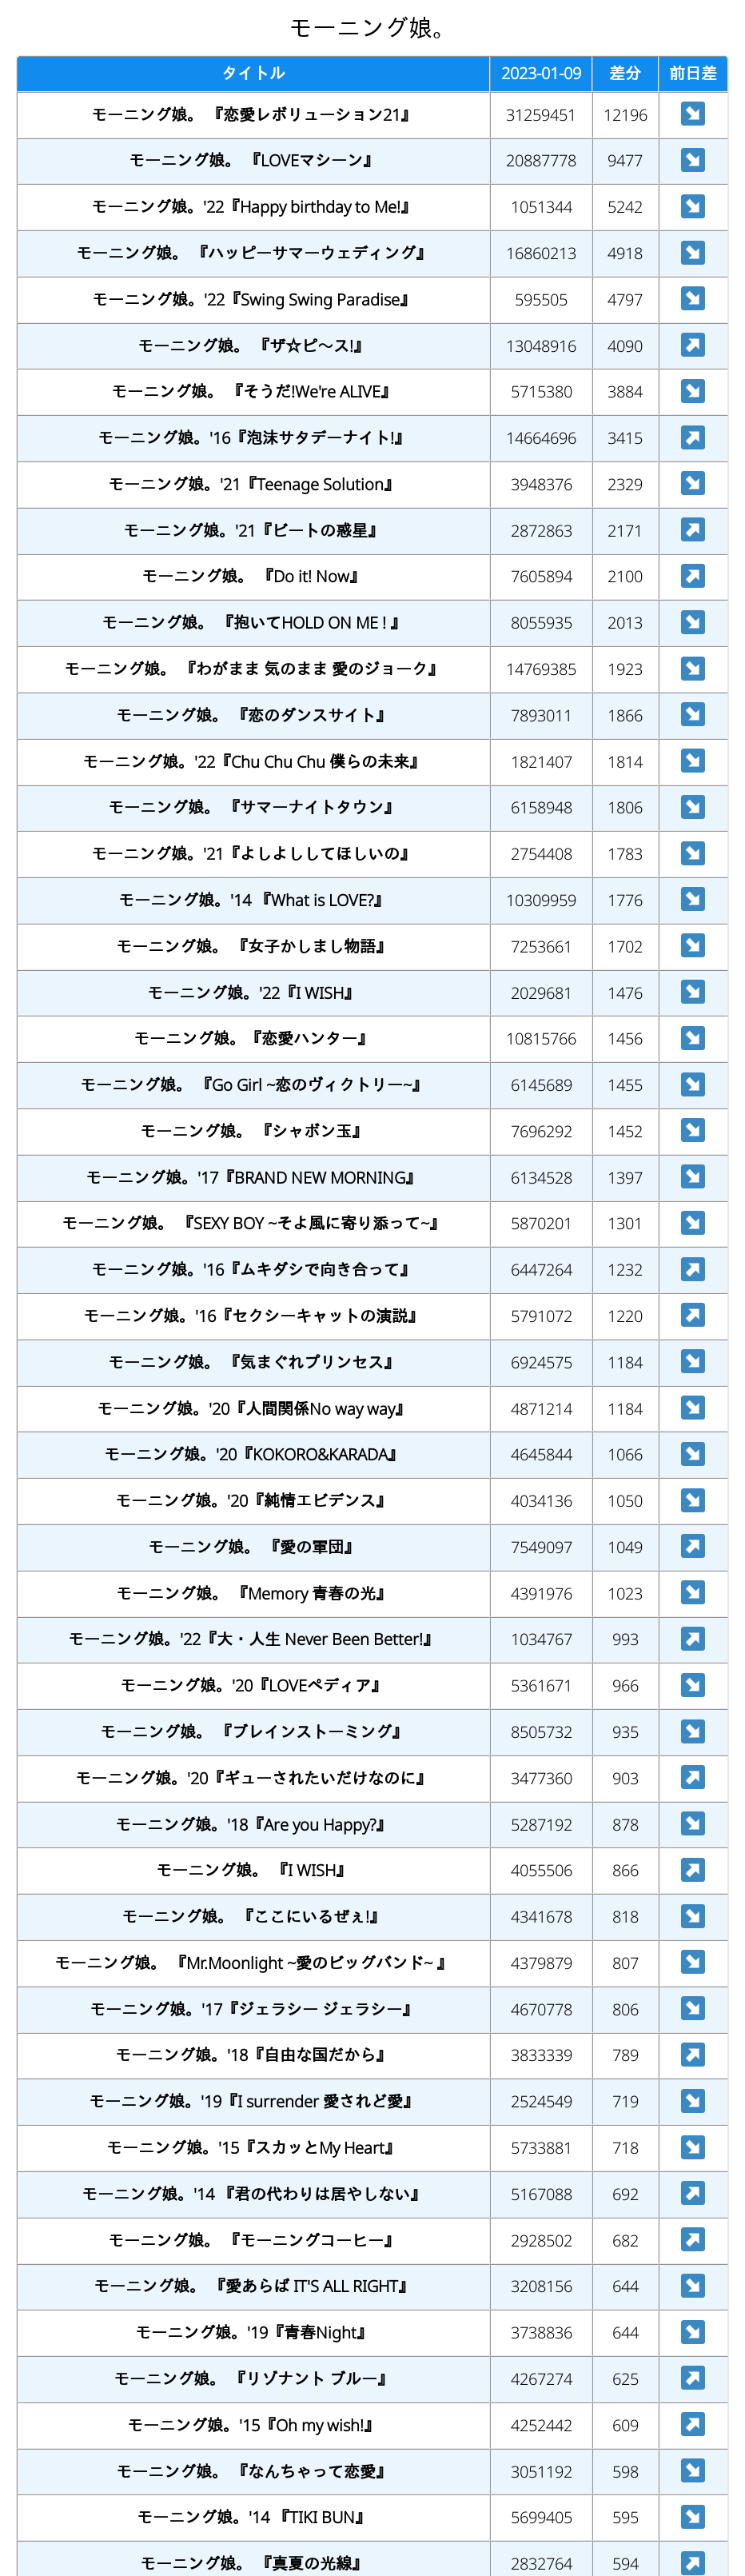 モーニング娘。
タイトル 2023-01-09 差分 前日差
モーニング娘。 『恋愛レボリューション21』 31259451 12196 ↘
モーニング娘。 『LOVEマシーン』 20887778 9477 ↘
モーニング娘。'22『Happy birthday to Me!』 1051344 5242 ↘
モーニング娘。 『ハッピーサマーウェディング』 16860213 4918 ↘
モーニング娘。'22『Swing Swing Paradise』 595505 4797 ↘
モーニング娘。 『ザ☆ピ〜ス!』 13048916 4090 ↗
モーニング娘。 『そうだ!We're ALIVE』 5715380 3884 ↘
モーニング娘。'16『泡沫サタデーナイト!』 14664696 3415 ↗
モーニング娘。'21『Teenage Solution』 3948376 2329 ↘
モーニング娘。'21『ビートの惑星』 2872863 2171 ↗
モーニング娘。 『Do it! Now』 7605894 2100 ↗
モーニング娘。 『抱いてHOLD ON ME ! 』 8055935 2013 ↘
モーニング娘。 『わがまま 気のまま 愛のジョーク』 14769385 1923 ↘
モーニング娘。 『恋のダンスサイト』 7893011 1866 ↘
モーニング娘。'22『Chu Chu Chu 僕らの未来』 1821407 1814 ↘
モーニング娘。 『サマーナイトタウン』 6158948 1806 ↘
モーニング娘。'21『よしよししてほしいの』 2754408 1783 ↘
モーニング娘。'14 『What is LOVE?』 10309959 1776 ↘
モーニング娘。 『女子かしまし物語』 7253661 1702 ↘
モーニング娘。'22『I WISH』 2029681 1476 ↘
モーニング娘。『恋愛ハンター』 10815766 1456 ↘
モーニング娘。 『Go Girl ~恋のヴィクトリー~』 6145689 1455 ↘
モーニング娘。 『シャボン玉』 7696292 1452 ↘
モーニング娘。'17『BRAND NEW MORNING』 6134528 1397 ↘
モーニング娘。 『SEXY BOY ~そよ風に寄り添って~』 5870201 1301 ↘
モーニング娘。'16『ムキダシで向き合って』 6447264 1232 ↗
モーニング娘。'16『セクシーキャットの演説』 5791072 1220 ↗
モーニング娘。 『気まぐれプリンセス』 6924575 1184 ↘
モーニング娘。'20『人間関係No way way』 4871214 1184 ↘
モーニング娘。'20『KOKORO&KARADA』 4645844 1066 ↘
モーニング娘。'20『純情エビデンス』 4034136 1050 ↘
モーニング娘。 『愛の軍団』 7549097 1049 ↗
モーニング娘。 『Memory 青春の光』 4391976 1023 ↘
モーニング娘。'22『大・人生 Never Been Better!』 1034767 993 ↗
モーニング娘。'20『LOVEペディア』 5361671 966 ↘
モーニング娘。 『ブレインストーミング』 8505732 935 ↘
モーニング娘。'20『ギューされたいだけなのに』 3477360 903 ↗
モーニング娘。'18『Are you Happy?』 5287192 878 ↘
モーニング娘。 『I WISH』 4055506 866 ↗
モーニング娘。 『ここにいるぜぇ!』 4341678 818 ↘
モーニング娘。 『Mr.Moonlight ~愛のビッグバンド~ 』 4379879 807 ↘
モーニング娘。'17『ジェラシー ジェラシー』 4670778 806 ↘
モーニング娘。'18『自由な国だから』 3833339 789 ↗
モーニング娘。'19『I surrender 愛されど愛』 2524549 719 ↘
モーニング娘。'15『スカッとMy Heart』 5733881 718 ↘
モーニング娘。'14 『君の代わりは居やしない』 5167088 692 ↗
モーニング娘。 『モーニングコーヒー』 2928502 682 ↗
モーニング娘。 『愛あらば IT'S ALL RIGHT』 3208156 644 ↘
モーニング娘。'19『青春Night』 3738836 644 ↘
モーニング娘。 『リゾナント ブルー』 4267274 625 ↗
モーニング娘。'15『Oh my wish!』 4252442 609 ↗
モーニング娘。 『なんちゃって恋愛』 3051192 598 ↘
モーニング娘。'14 『TIKI BUN』 5699405 595 ↘
モーニング娘。 『真夏の光線』 2832764 594 ↗